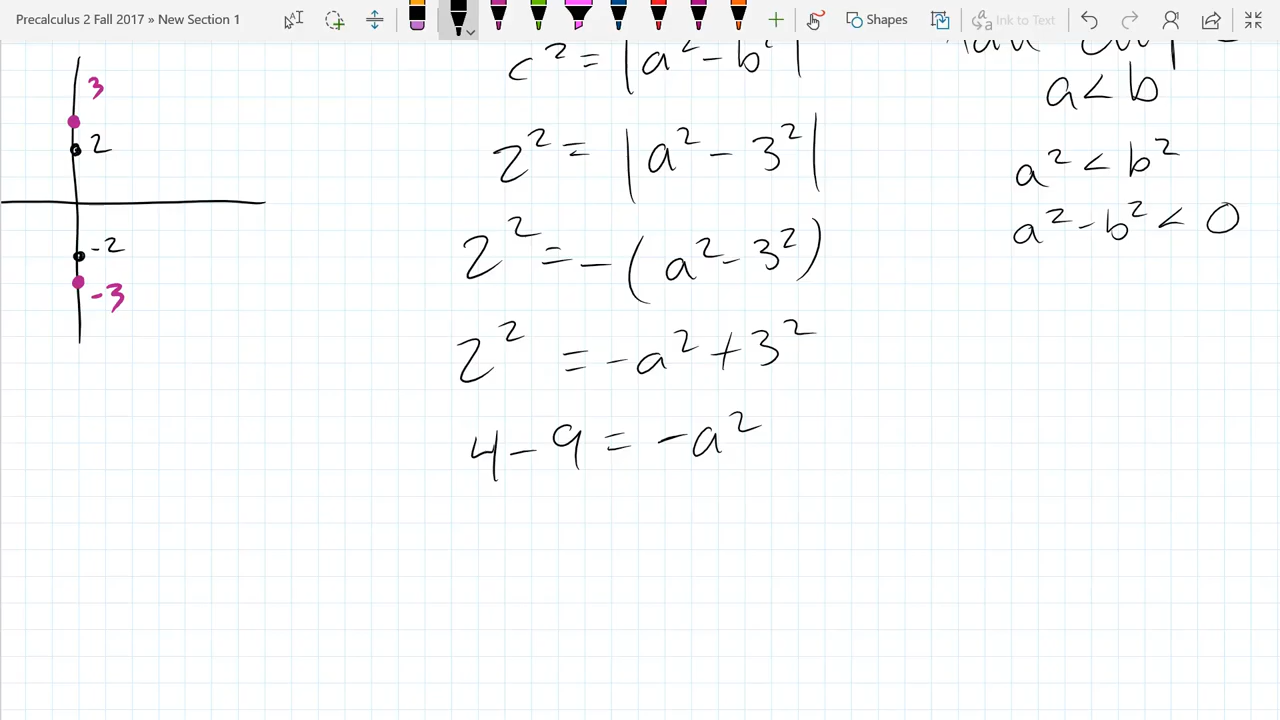 Precalculus 2 Fall 2017 » New Section 1
Shapes
Ink to Text
3
2
-2
-3
c² = |a² - b²|
2² = |a² - 3²|
2² = -(a² - 3²)
2² = -a² + 3²
4 - 9 = -a²
a < b
a² < b²
a² - b² < 0